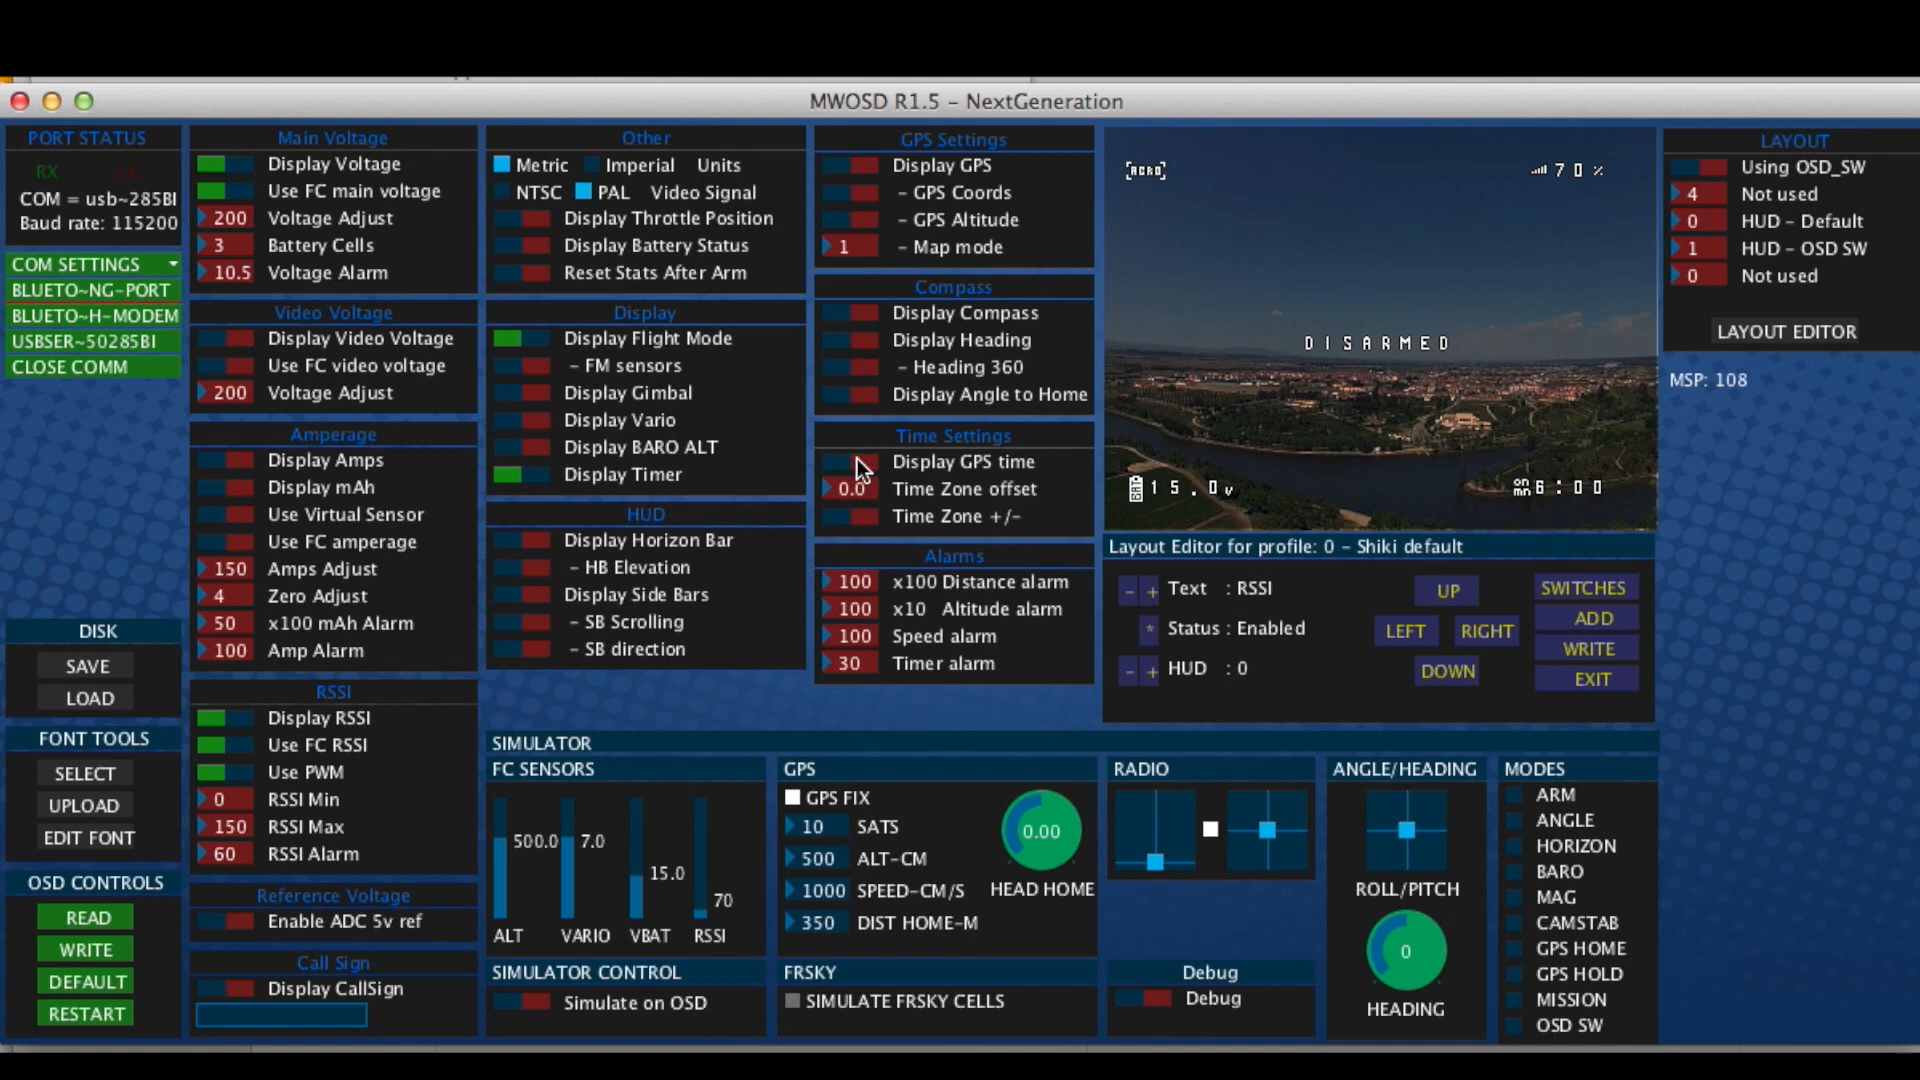 MWOSD R1.5 - NextGeneration
PORT STATUS
RX
COM = usb~285BI
Baud rate: 115200
COM SETTINGS
BLUETO~NG-PORT
BLUETO~H-MODEM
USBSER~50285BI
CLOSE COMM
DISK
SAVE
LOAD
FONT TOOLS
SELECT
UPLOAD
EDIT FONT
OSD CONTROLS
READ
WRITE
DEFAULT
RESTART
Main Voltage
Display Voltage
Use FC main voltage
200 Voltage Adjust
3 Battery Cells
10.5 Voltage Alarm
Video Voltage
Display Video Voltage
Use FC video voltage
200 Voltage Adjust
Amperage
Display Amps
Display mAh
Use Virtual Sensor
Use FC amperage
150 Amps Adjust
4 Zero Adjust
50 x100 mAh Alarm
100 Amp Alarm
RSSI
Display RSSI
Use FC RSSI
Use PWM
0 RSSI Min
150 RSSI Max
60 RSSI Alarm
Reference Voltage
Enable ADC 5v ref
Call Sign
Display CallSign
Other
Metric Imperial Units
NTSC PAL Video Signal
Display Throttle Position
Display Battery Status
Reset Stats After Arm
Display
Display Flight Mode
- FM sensors
Display Gimbal
Display Vario
Display BARO ALT
Display Timer
HUD
Display Horizon Bar
- HB Elevation
Display Side Bars
- SB Scrolling
- SB direction
GPS Settings
Display GPS
- GPS Coords
- GPS Altitude
1 - Map mode
Compass
Display Compass
Display Heading
- Heading 360
Display Angle to Home
Time Settings
Display GPS time
0.0 Time Zone offset
Time Zone +/-
Alarms
100 x100 Distance alarm
100 x10 Altitude alarm
100 Speed alarm
30 Timer alarm
[ACRO] 70 %
DISARMED
BAT 15.0v ON MN 6:00
Layout Editor for profile: 0 - Shiki default
- + Text : RSSI
* Status : Enabled
- + HUD : 0
UP
LEFT RIGHT
DOWN
SWITCHES
ADD
WRITE
EXIT
LAYOUT
Using OSD_SW
4 Not used
0 HUD - Default
1 HUD - OSD SW
0 Not used
LAYOUT EDITOR
MSP: 108
SIMULATOR
FC SENSORS
500.0 7.0 15.0 70
ALT VARIO VBAT RSSI
SIMULATOR CONTROL
Simulate on OSD
GPS
GPS FIX
10 SATS
500 ALT-CM
1000 SPEED-CM/S
350 DIST HOME-M
0.00
HEAD HOME
FRSKY
SIMULATE FRSKY CELLS
RADIO
Debug
Debug
ANGLE/HEADING
ROLL/PITCH
0
HEADING
MODES
ARM
ANGLE
HORIZON
BARO
MAG
CAMSTAB
GPS HOME
GPS HOLD
MISSION
OSD SW